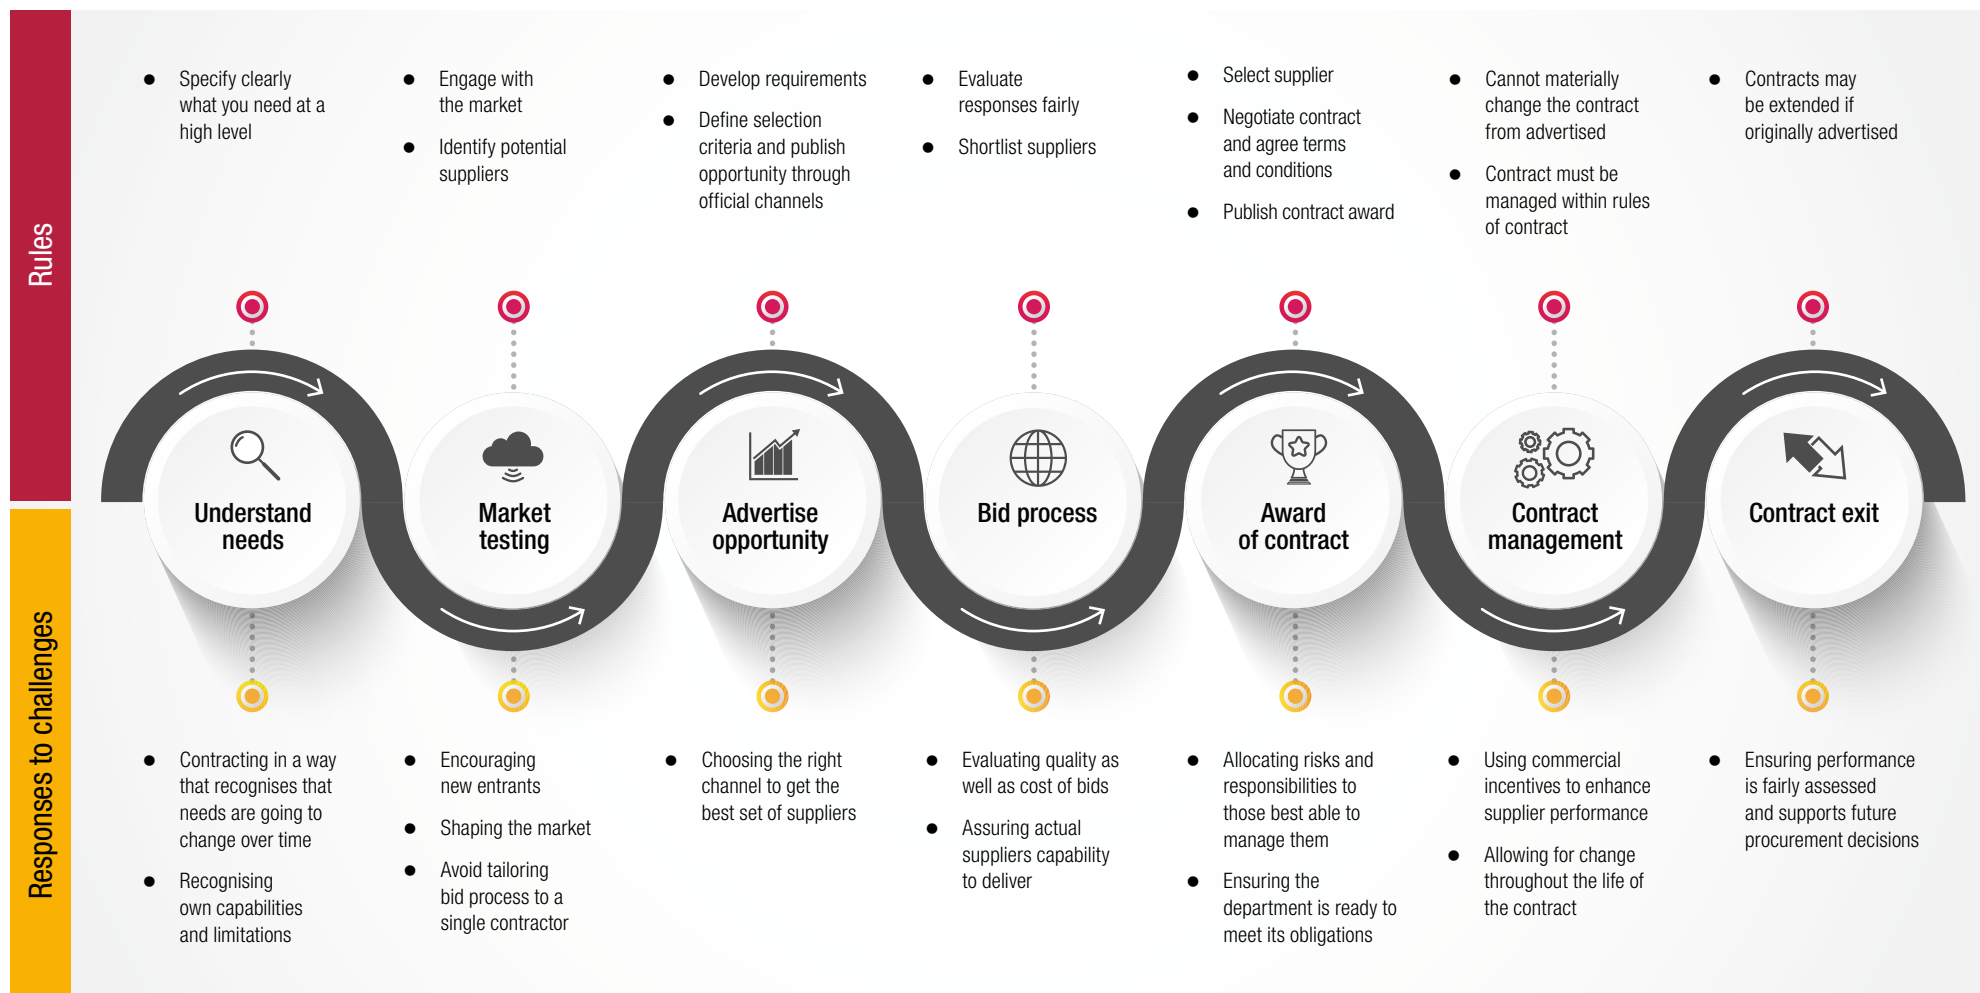 Rules
Specify clearly
what you need at a
high level
Engage with
the market
Identify potential
suppliers
Develop requirements
Define selection
criteria and publish
opportunity through
official channels
Evaluate
responses fairly
Shortlist suppliers
Select supplier
Negotiate contract
and agree terms
and conditions
Publish contract award
Cannot materially
change the contract
from advertised
Contract must be
managed within rules
of contract
Contracts may
be extended if
originally advertised
Understand
needs
Market
testing
Advertise
opportunity
Bid process
Award
of contract
Contract
management
Contract exit
Responses to challenges
Contracting in a way
that recognises that
needs are going to
change over time
Recognising
own capabilities
and limitations
Encouraging
new entrants
Shaping the market
Avoid tailoring
bid process to a
single contractor
Choosing the right
channel to get the
best set of suppliers
Evaluating quality as
well as cost of bids
Assuring actual
suppliers capability
to deliver
Allocating risks and
responsibilities to
those best able to
manage them
Ensuring the
department is ready to
meet its obligations
Using commercial
incentives to enhance
supplier performance
Allowing for change
throughout the life of
the contract
Ensuring performance
is fairly assessed
and supports future
procurement decisions